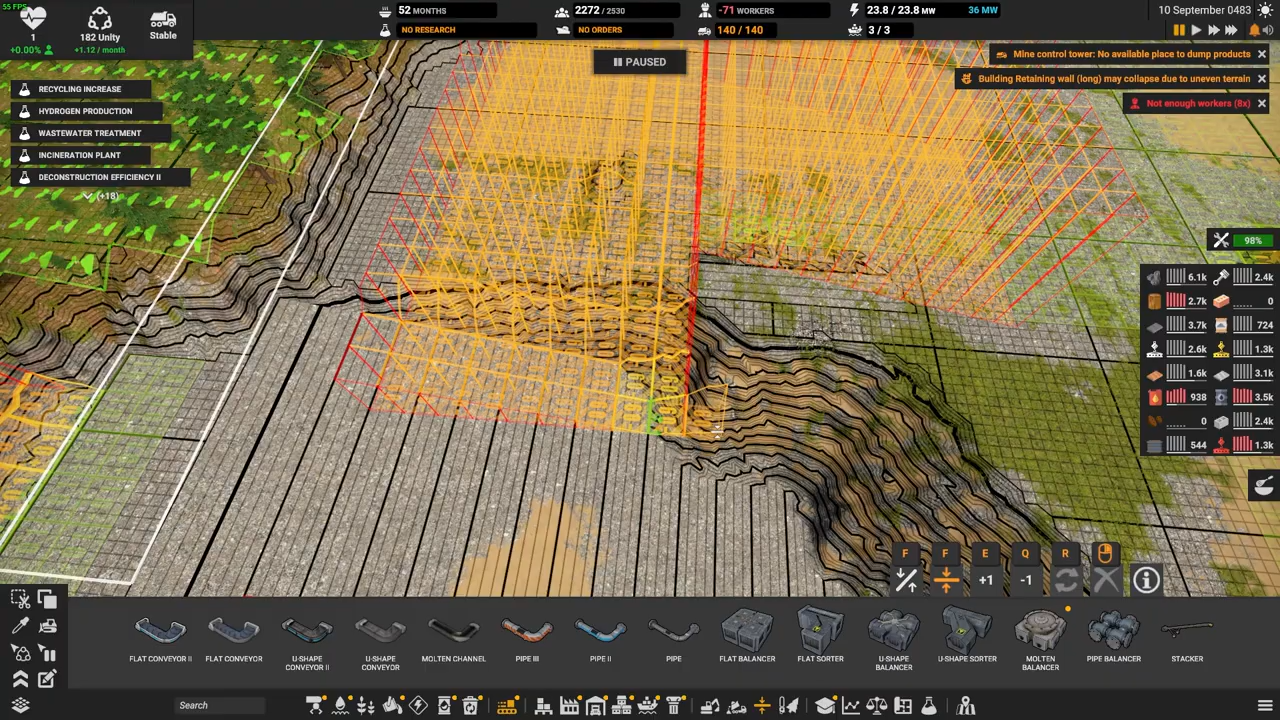 55 FPS
1
+0.00%
182 Unity
+1.12 / month
Stable
52 MONTHS
NO RESEARCH
2272 / 2530
NO ORDERS
-71 WORKERS
140 / 140
23.8 / 23.8 MW 36 MW
3 / 3
10 September 0483
PAUSED
Mine control tower: No available place to dump products
Building Retaining wall (long) may collapse due to uneven terrain
Not enough workers (8x)
RECYCLING INCREASE
HYDROGEN PRODUCTION
WASTEWATER TREATMENT
INCINERATION PLANT
DECONSTRUCTION EFFICIENCY II
(+18)
98%
6.1k 2.4k
2.7k 0
3.7k 724
2.6k 1.3k
1.6k 3.1k
938 3.5k
0 2.4k
544 1.3k
F F E Q R
+1 -1
FLAT CONVEYOR II
FLAT CONVEYOR
U-SHAPE CONVEYOR II
U-SHAPE CONVEYOR
MOLTEN CHANNEL
PIPE III
PIPE II
PIPE
FLAT BALANCER
FLAT SORTER
U-SHAPE BALANCER
U-SHAPE SORTER
MOLTEN BALANCER
PIPE BALANCER
STACKER
Search